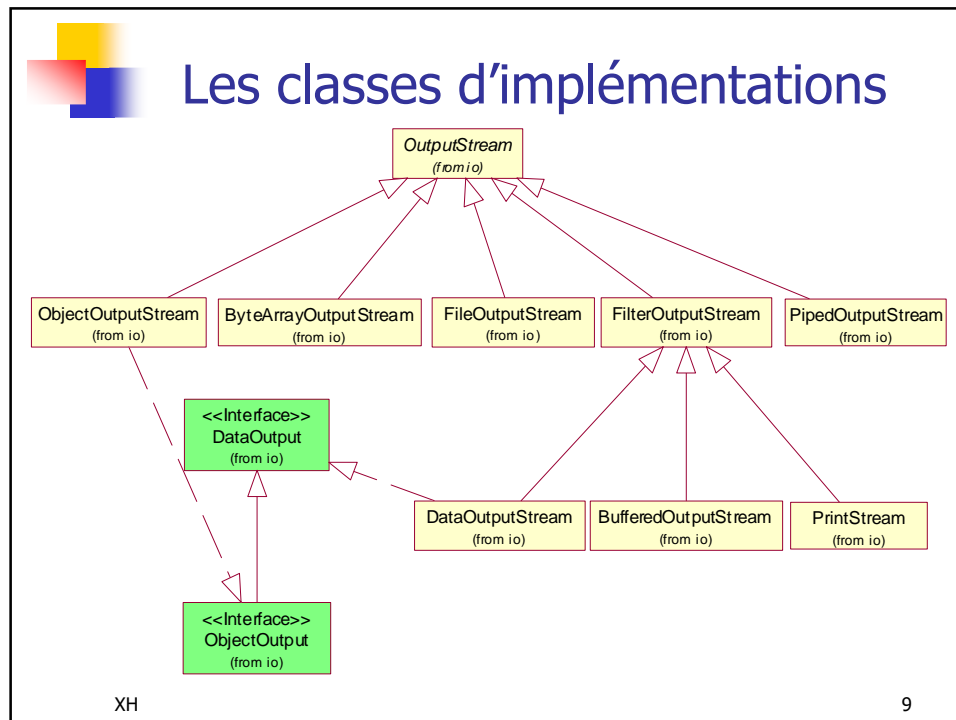 Les classes d'implémentations
OutputStream
(from io)
ObjectOutputStream
(from io)
ByteArrayOutputStream
(from io)
FileOutputStream
(from io)
FilterOutputStream
(from io)
PipedOutputStream
(from io)
<<Interface>>
DataOutput
(from io)
DataOutputStream
(from io)
BufferedOutputStream
(from io)
PrintStream
(from io)
<<Interface>>
ObjectOutput
(from io)
XH
9